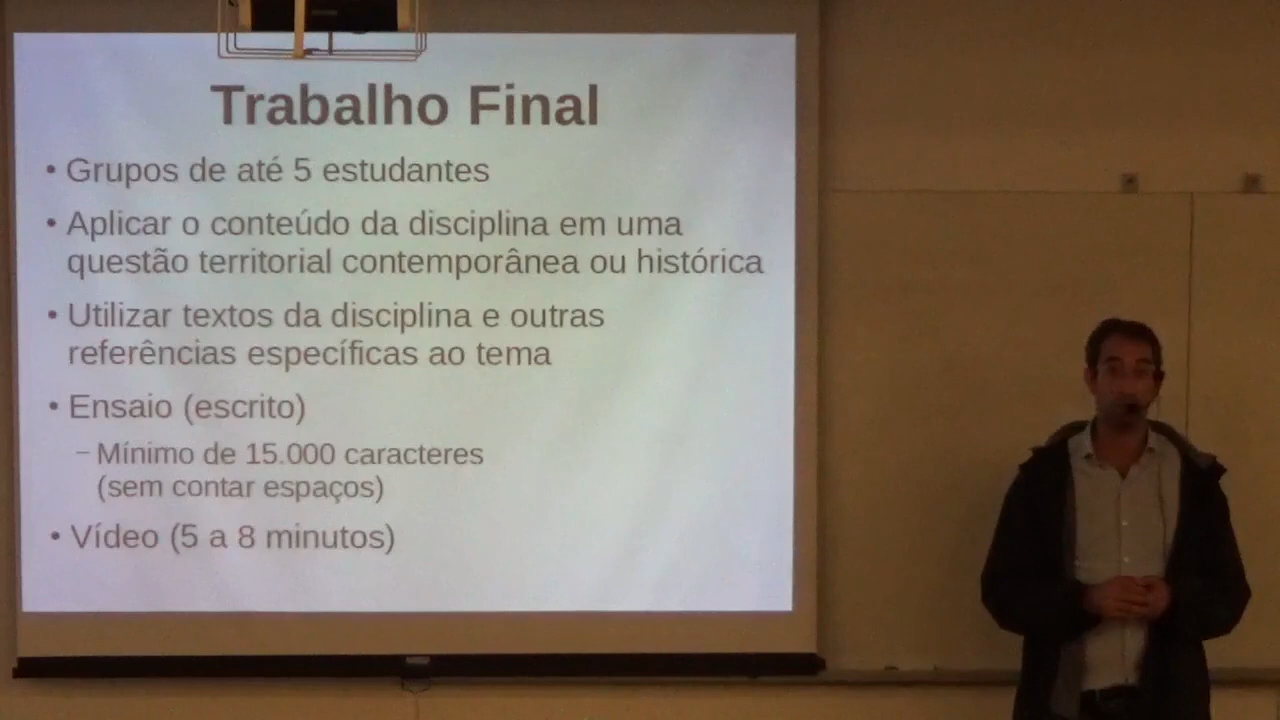 Trabalho Final
• Grupos de até 5 estudantes
• Aplicar o conteúdo da disciplina em uma
questão territorial contemporânea ou histórica
• Utilizar textos da disciplina e outras
referências específicas ao tema
• Ensaio (escrito)
– Mínimo de 15.000 caracteres
(sem contar espaços)
• Vídeo (5 a 8 minutos)